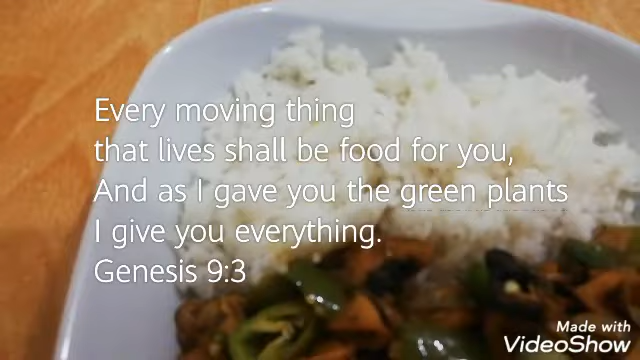 Every moving thing
that lives shall be food for you,
And as I gave you the green plants
I give you everything.
Genesis 9:3
Made with
VideoShow